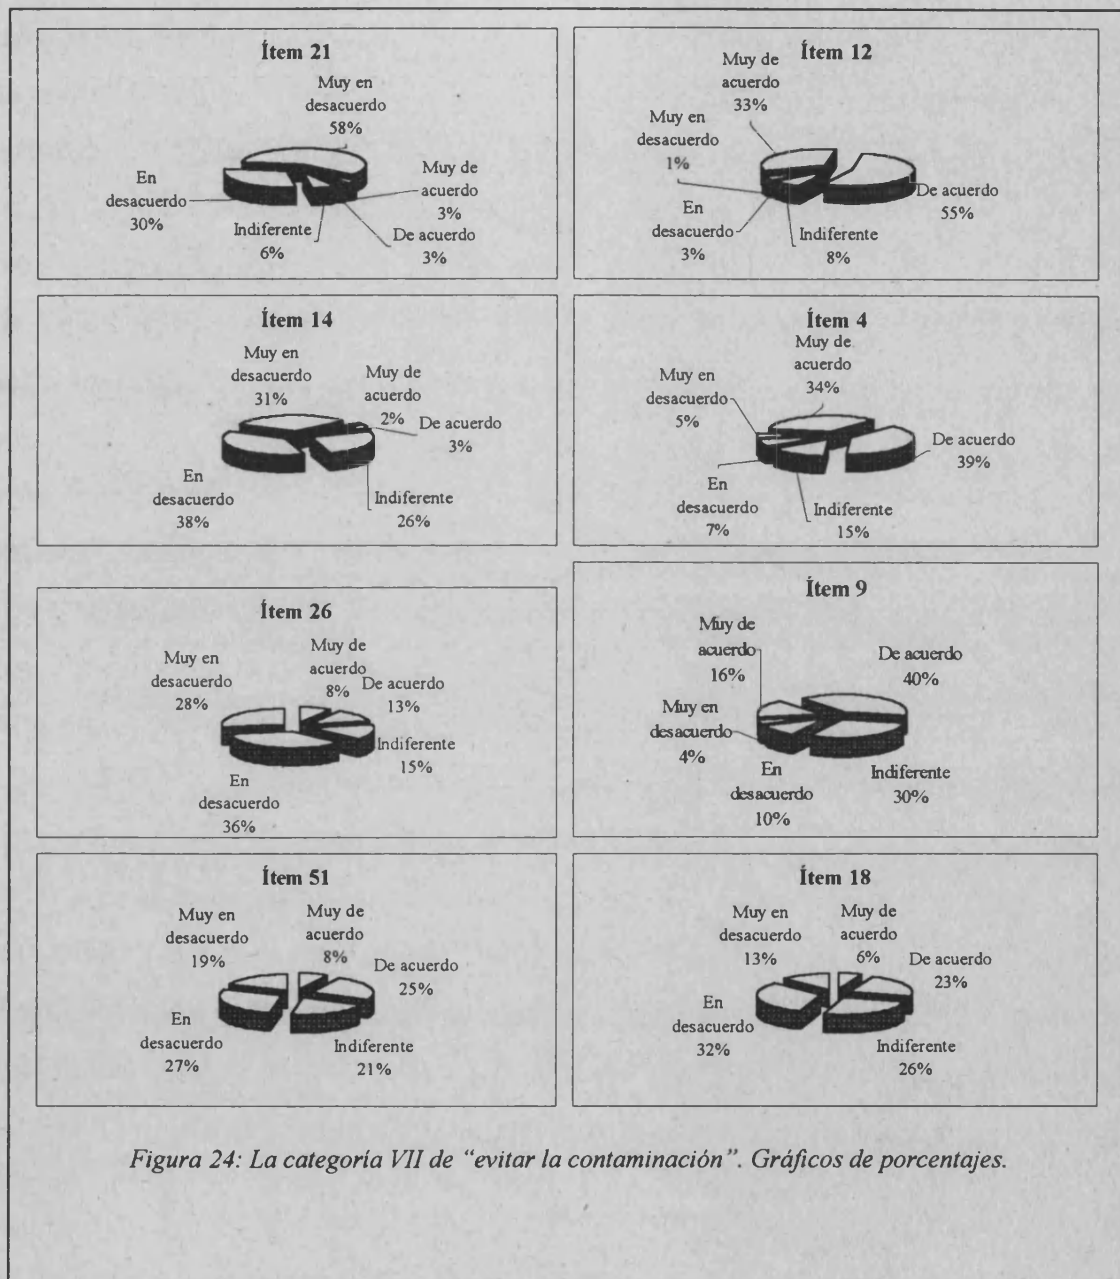 Ítem 21
Muy en
desacuerdo
58%
Muy de
acuerdo
3%
De acuerdo
3%
Indiferente
6%
En
desacuerdo
30%
Ítem 12
Muy de
acuerdo
33%
Muy en
desacuerdo
1%
En
desacuerdo
3%
Indiferente
8%
De acuerdo
55%
Ítem 14
Muy en
desacuerdo
31%
Muy de
acuerdo
2%
De acuerdo
3%
Indiferente
26%
En
desacuerdo
38%
Ítem 4
Muy de
acuerdo
34%
Muy en
desacuerdo
5%
De acuerdo
39%
En
desacuerdo
7%
Indiferente
15%
Ítem 26
Muy en
desacuerdo
28%
Muy de
acuerdo
8%
De acuerdo
13%
Indiferente
15%
En
desacuerdo
36%
Ítem 9
Muy de
acuerdo
16%
De acuerdo
40%
Muy en
desacuerdo
4%
En
desacuerdo
10%
Indiferente
30%
Ítem 51
Muy en
desacuerdo
19%
Muy de
acuerdo
8%
De acuerdo
25%
En
desacuerdo
27%
Indiferente
21%
Ítem 18
Muy en
desacuerdo
13%
Muy de
acuerdo
6%
De acuerdo
23%
En
desacuerdo
32%
Indiferente
26%
Figura 24: La categoría VII de “evitar la contaminación”. Gráficos de porcentajes.